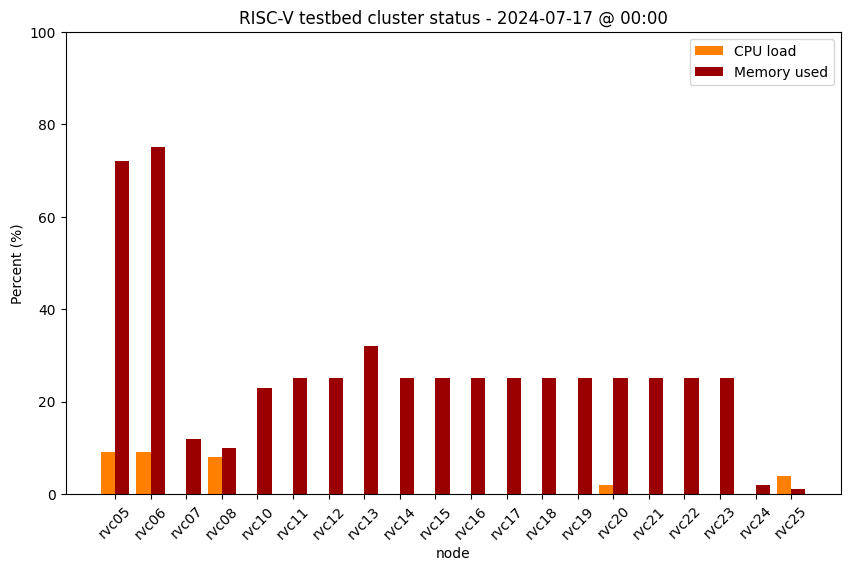 RISC-V testbed cluster status - 2024-07-17 @ 00:00
CPU load
Memory used
Percent (%)
100
80
60
40
20
0
rvc05
rvc06
rvc07
rvc08
rvc10
rvc11
rvc12
rvc13
rvc14
rvc15
rvc16
rvc17
rvc18
rvc19
rvc20
rvc21
rvc22
rvc23
rvc24
rvc25
node